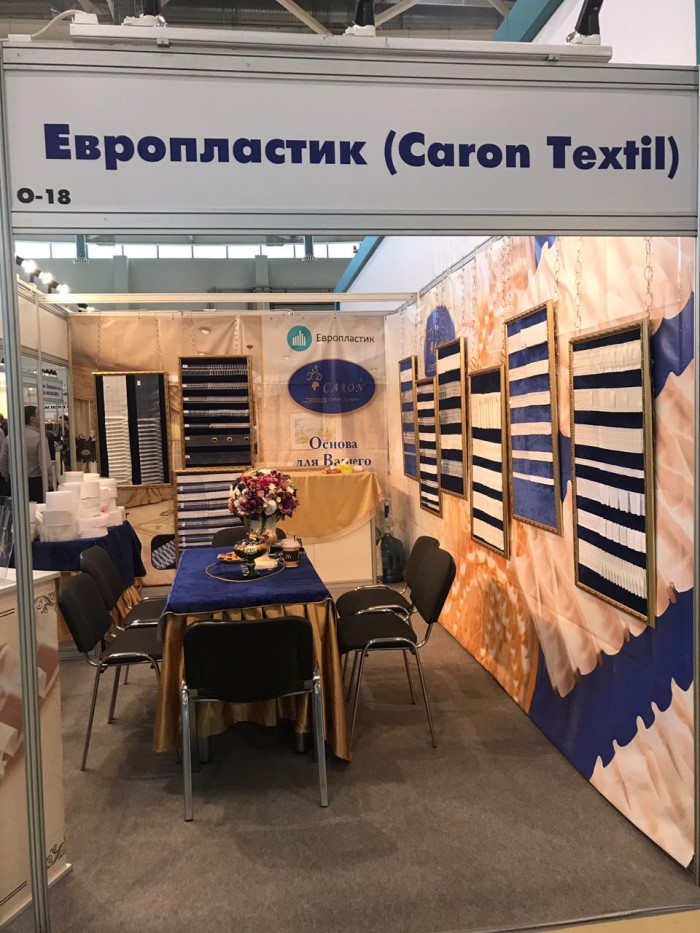 Европластик (Caron Textil)
O-18
Европластик
CARON
Основа
для Вашего